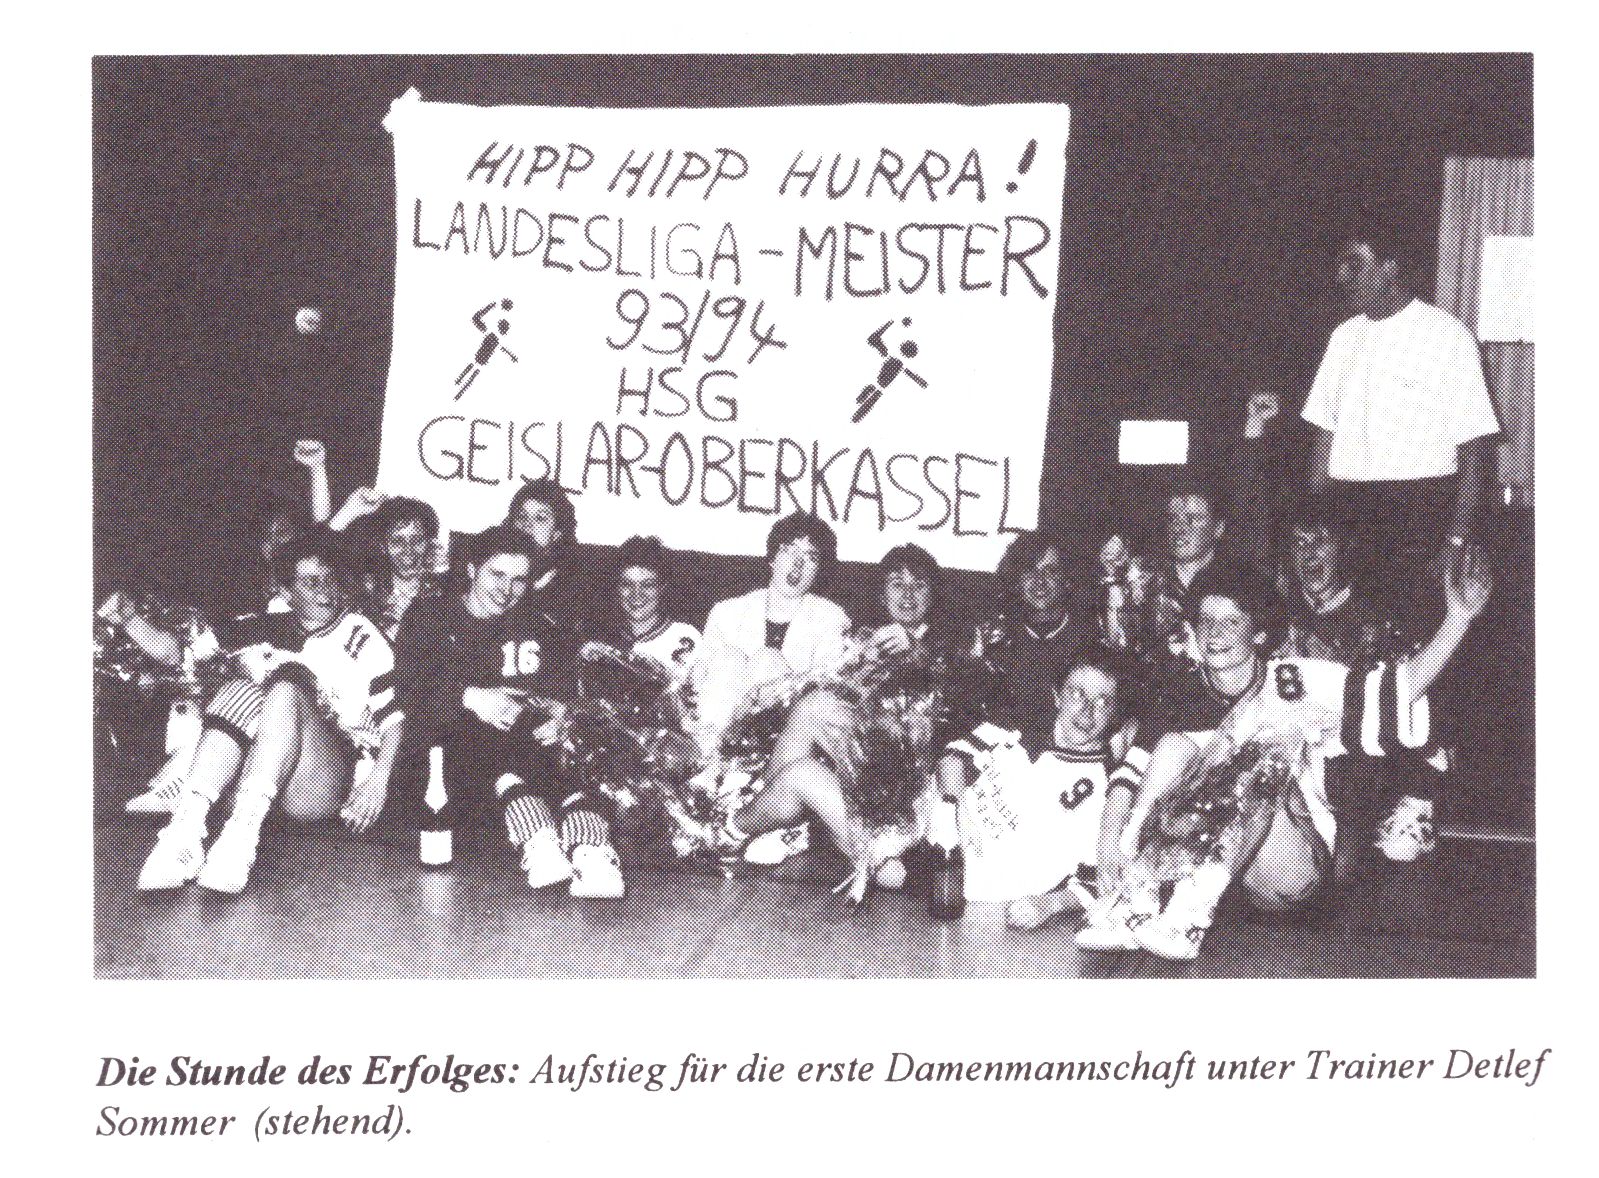 HIPP HIPP HURRA!
LANDESLIGA-MEISTER
93/94
HSG
GEISLAR-OBERKASSEL
11
16
2
8
9
Die Stunde des Erfolges: Aufstieg für die erste Damenmannschaft unter Trainer Detlef
Sommer (stehend).